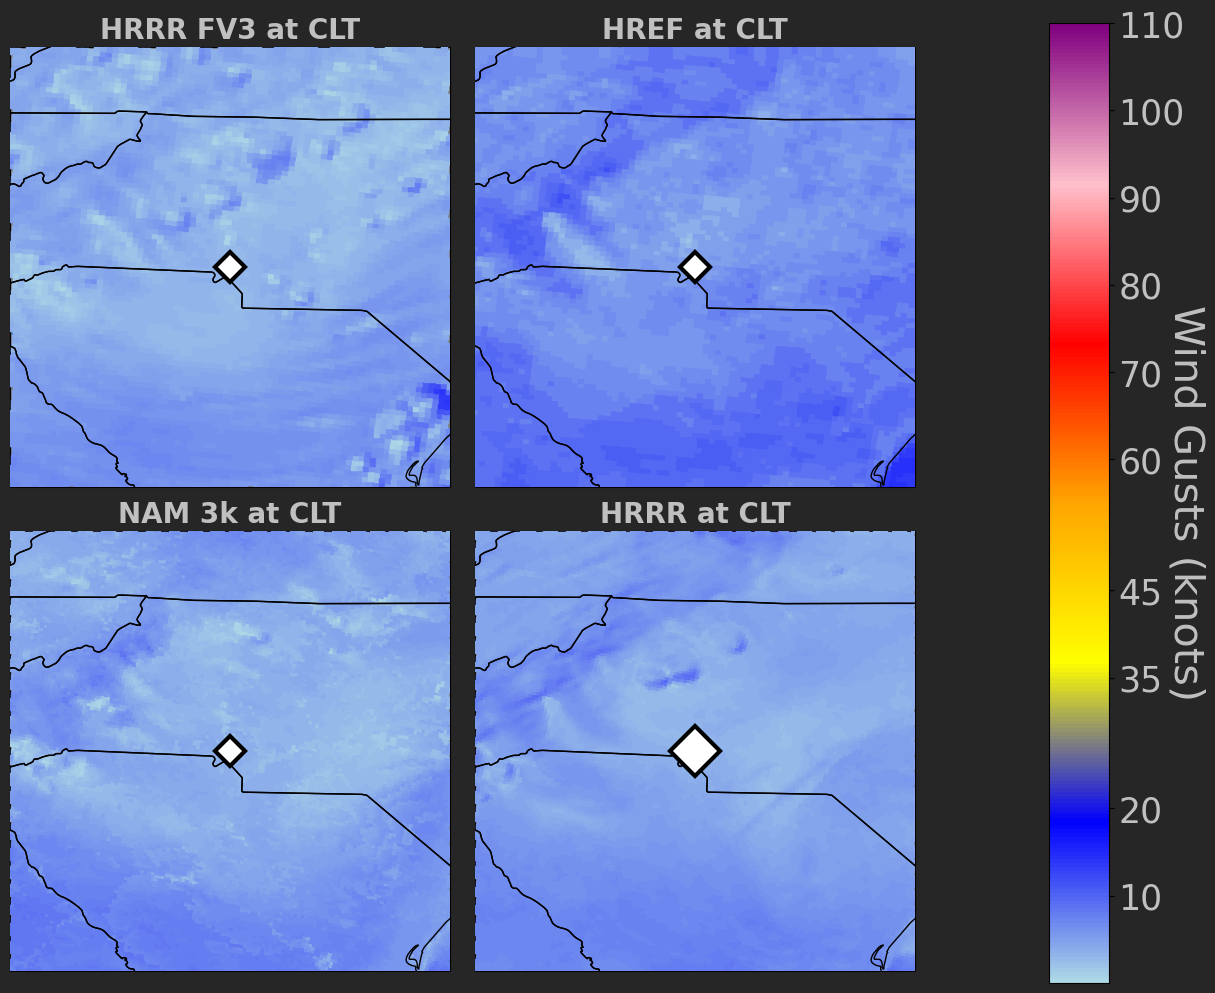 HRRR FV3 at CLT
HREF at CLT
NAM 3k at CLT
HRRR at CLT
110
100
90
80
70
60
45
35
20
10
Wind Gusts (knots)